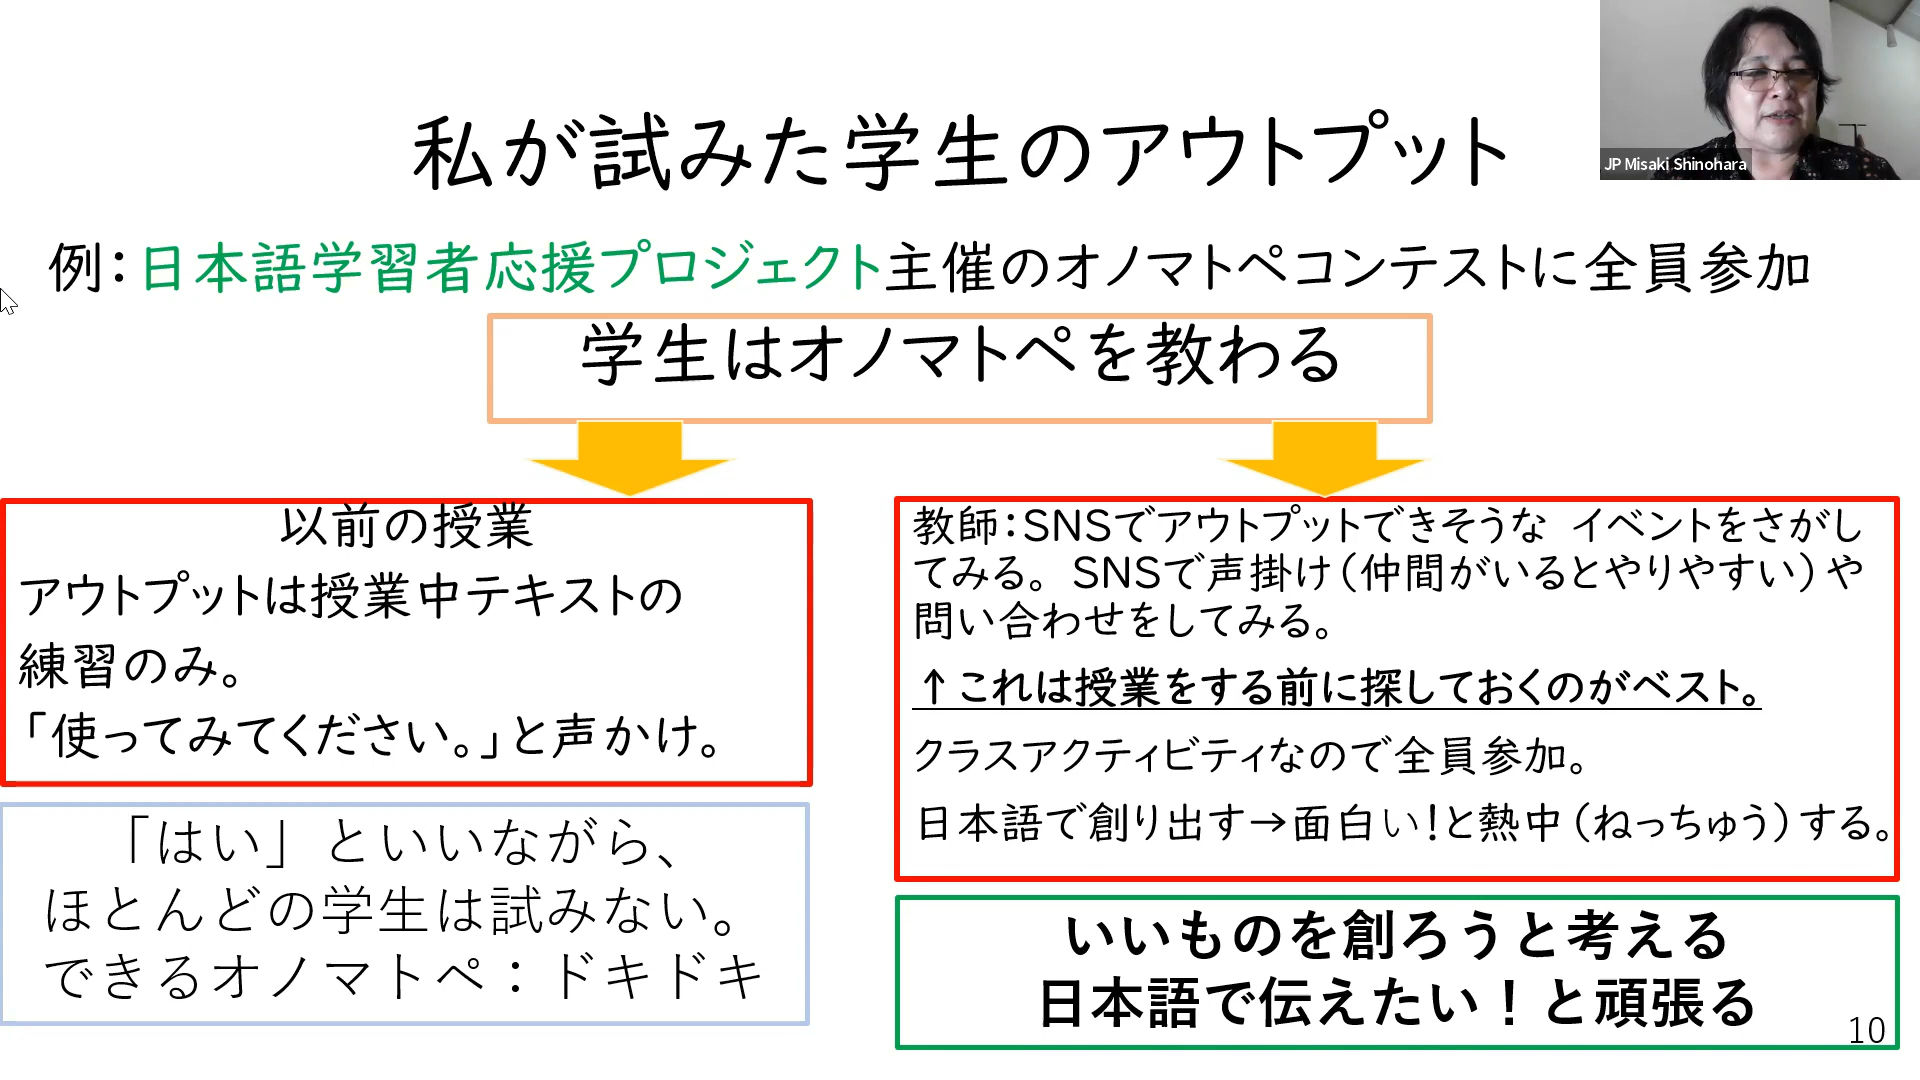 私が試みた学生のアウトプット
JP Misaki Shinohara
例：日本語学習者応援プロジェクト主催のオノマトペコンテストに全員参加
学生はオノマトペを教わる
以前の授業
アウトプットは授業中テキストの
練習のみ。
「使ってみてください。」と声かけ。
「はい」といいながら、
ほとんどの学生は試みない。
できるオノマトペ：ドキドキ
教師：SNSでアウトプットできそうな イベントをさがし
てみる。SNSで声掛け（仲間がいるとやりやすい）や
問い合わせをしてみる。
↑これは授業をする前に探しておくのがベスト。
クラスアクティビティなので全員参加。
日本語で創り出す→面白い!と熱中（ねっちゅう）する。
いいものを創ろうと考える
日本語で伝えたい！と頑張る
10